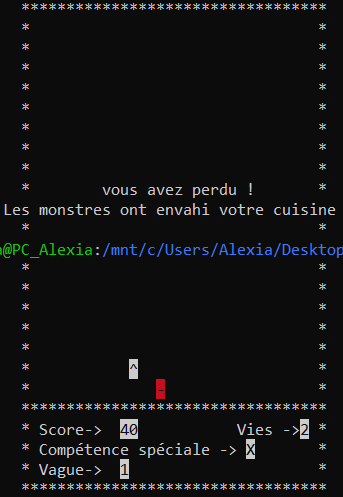 **********************************
* *
* *
* *
* *
* *
* *
* *
* *
* vous avez perdu ! *
Les monstres ont envahi votre cuisine
* *
a@PC_Alexia:/mnt/c/Users/Alexia/Desktop
* *
* *
* *
* *
* *
* ^ *
* - *
**********************************
* Score-> 40 Vies ->2 *
* Compétence spéciale -> X *
* Vague-> 1 *
**********************************